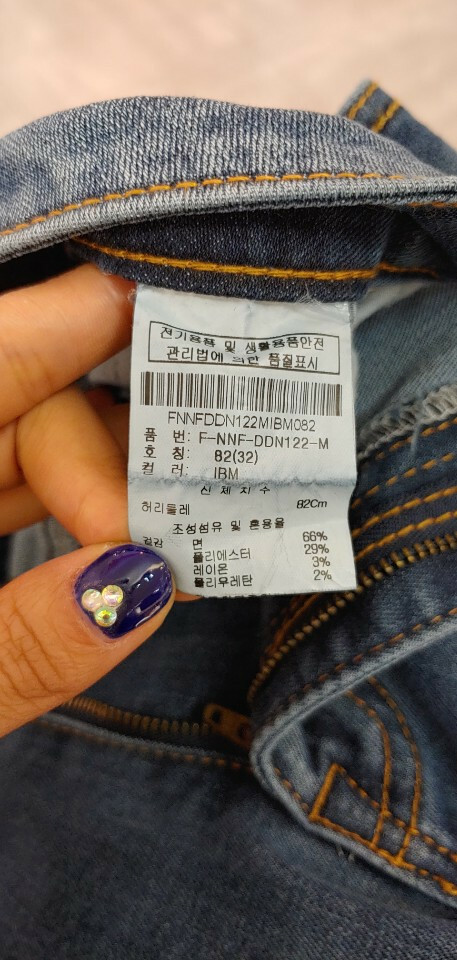 전기용품 및 생활용품안전
관리법에 의한 품질표시
FNNFDDN122MIBM082
품 번: F-NNF-DDN122-M
호 칭: 82(32)
컬 러: IBM
신 체 치 수
허리둘레 82Cm
조성섬유 및 혼용율
겉감 면 66%
폴리에스터 29%
레이온 3%
폴리우레탄 2%